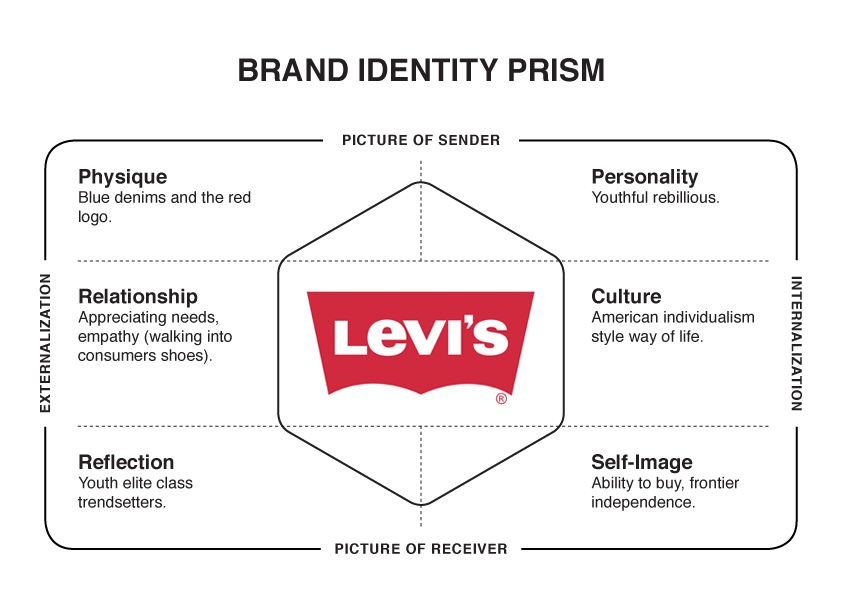 BRAND IDENTITY PRISM
PICTURE OF SENDER
Physique
Blue denims and the red
logo.
Personality
Youthful rebillious.
EXTERNALIZATION
Relationship
Appreciating needs,
empathy (walking into
consumers shoes).
LEVI'S
®
Culture
American individualism
style way of life.
INTERNALIZATION
Reflection
Youth elite class
trendsetters.
Self-Image
Ability to buy, frontier
independence.
PICTURE OF RECEIVER